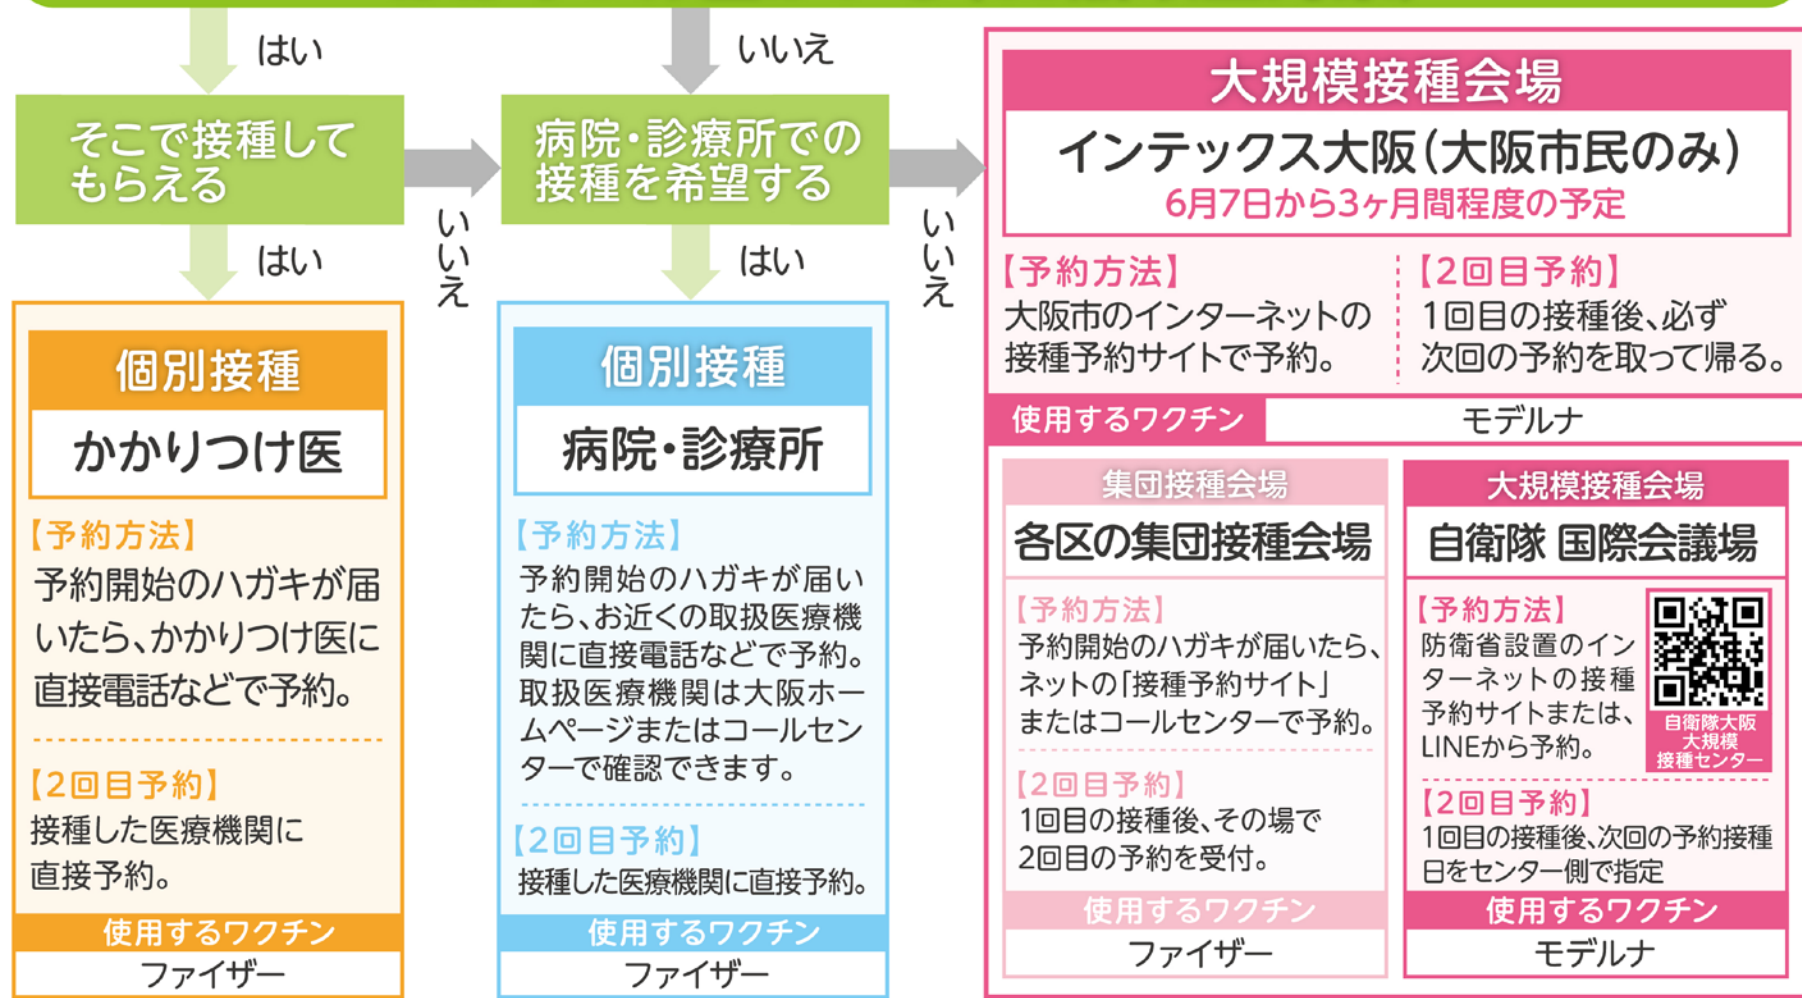 はい
いいえ
そこで接種して
もらえる
いいえ
病院・診療所での
接種を希望する
いいえ
はい
はい
個別接種
かかりつけ医
【予約方法】
予約開始のハガキが届
いたら、かかりつけ医に
直接電話などで予約。
【2回目予約】
接種した医療機関に
直接予約。
使用するワクチン
ファイザー
個別接種
病院・診療所
【予約方法】
予約開始のハガキが届い
たら、お近くの取扱医療機
関に直接電話などで予約。
取扱医療機関は大阪ホー
ムページまたはコールセン
ターで確認できます。
【2回目予約】
接種した医療機関に直接予約。
使用するワクチン
ファイザー
大規模接種会場
インテックス大阪(大阪市民のみ)
6月7日から3ヶ月間程度の予定
【予約方法】
大阪市のインターネットの
接種予約サイトで予約。
【2回目予約】
1回目の接種後、必ず
次回の予約を取って帰る。
使用するワクチン
モデルナ
集団接種会場
各区の集団接種会場
【予約方法】
予約開始のハガキが届いたら、
ネットの「接種予約サイト」
またはコールセンターで予約。
【2回目予約】
1回目の接種後、その場で
2回目の予約を受付。
使用するワクチン
ファイザー
大規模接種会場
自衛隊 国際会議場
【予約方法】
防衛省設置のイン
ターネットの接種
予約サイトまたは、
LINEから予約。
自衛隊大阪
大規模
接種センター
【2回目予約】
1回目の接種後、次回の予約接種
日をセンター側で指定
使用するワクチン
モデルナ